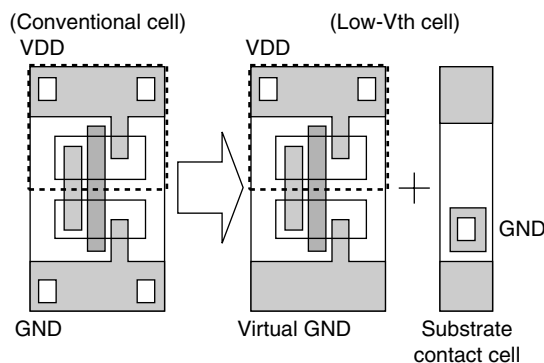 (Conventional cell)
(Low-Vth cell)
VDD
VDD
GND
GND
Virtual GND
Substrate
contact cell